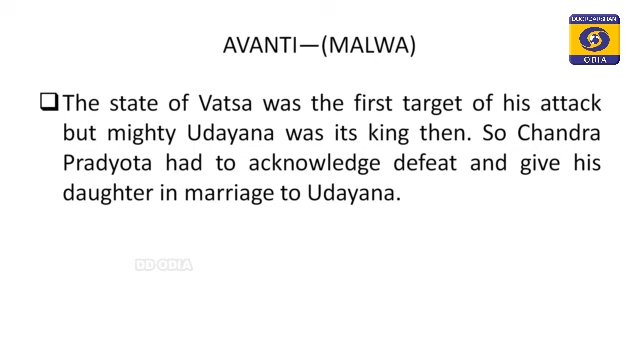 AVANTI—(MALWA)
DOORDARSHAN
ODIA
The state of Vatsa was the first target of his attack
but mighty Udayana was its king then. So Chandra
Pradyota had to acknowledge defeat and give his
daughter in marriage to Udayana.
DD ODIA